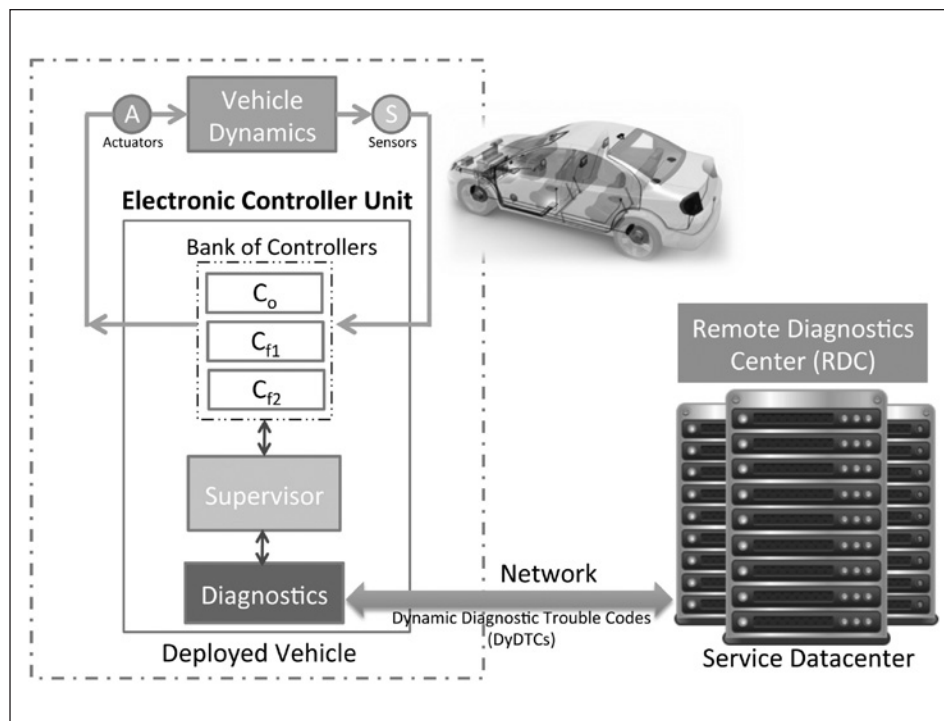 A
Actuators
Vehicle
Dynamics
S
Sensors
Electronic Controller Unit
Bank of Controllers
Co
Cf1
Cf2
Supervisor
Diagnostics
Deployed Vehicle
Network
Dynamic Diagnostic Trouble Codes
(DyDTCs)
Remote Diagnostics
Center (RDC)
Service Datacenter